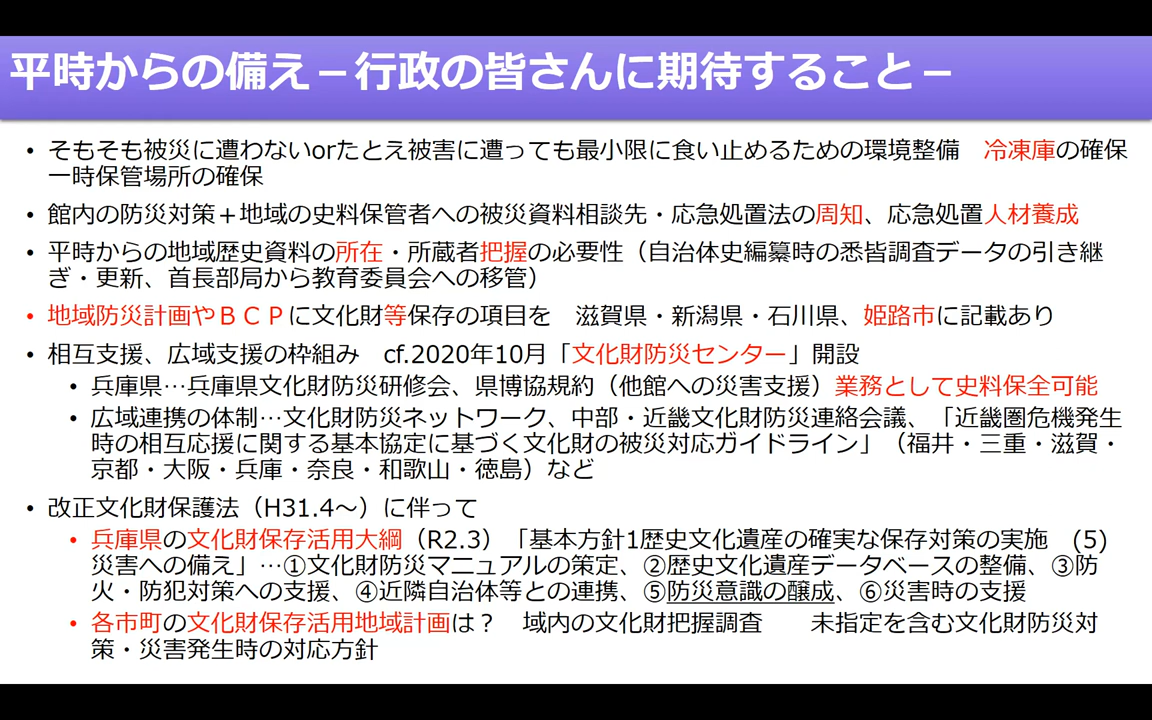 平時からの備え－行政の皆さんに期待すること－
• そもそも被災に遭わないorたとえ被害に遭っても最小限に食い止めるための環境整備　冷凍庫の確保
一時保管場所の確保
• 館内の防災対策＋地域の史料保管者への被災資料相談先・応急処置法の周知、応急処置人材養成
• 平時からの地域歴史資料の所在・所蔵者把握の必要性（自治体史編纂時の悉皆調査データの引き継
ぎ・更新、首長部局から教育委員会への移管）
• 地域防災計画やＢＣＰに文化財等保存の項目を　滋賀県・新潟県・石川県、姫路市に記載あり
• 相互支援、広域支援の枠組み　cf.2020年10月「文化財防災センター」開設
• 兵庫県…兵庫県文化財防災研修会、県博協規約（他館への災害支援）業務として史料保全可能
• 広域連携の体制…文化財防災ネットワーク、中部・近畿文化財防災連絡会議、「近畿圏危機発生
時の相互応援に関する基本協定に基づく文化財の被災対応ガイドライン」（福井・三重・滋賀・
京都・大阪・兵庫・奈良・和歌山・徳島）など
• 改正文化財保護法（H31.4～）に伴って
• 兵庫県の文化財保存活用大綱（R2.3）「基本方針1歴史文化遺産の確実な保存対策の実施　(5)
災害への備え」…①文化財防災マニュアルの策定、②歴史文化遺産データベースの整備、③防
火・防犯対策への支援、④近隣自治体等との連携、⑤防災意識の醸成、⑥災害時の支援
• 各市町の文化財保存活用地域計画は？　域内の文化財把握調査　　未指定を含む文化財防災対
策・災害発生時の対応方針